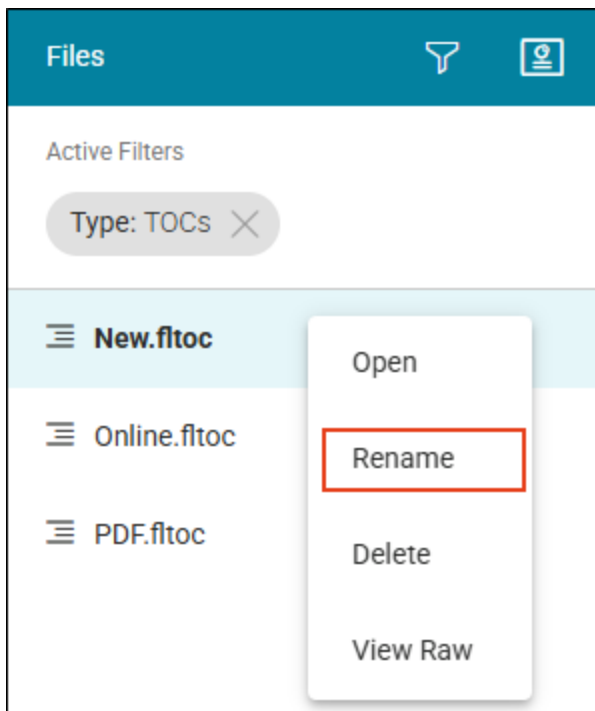 Files
Active Filters
Type: TOCs
New.fltoc
Open
Online.fltoc
Rename
PDF.fltoc
Delete
View Raw